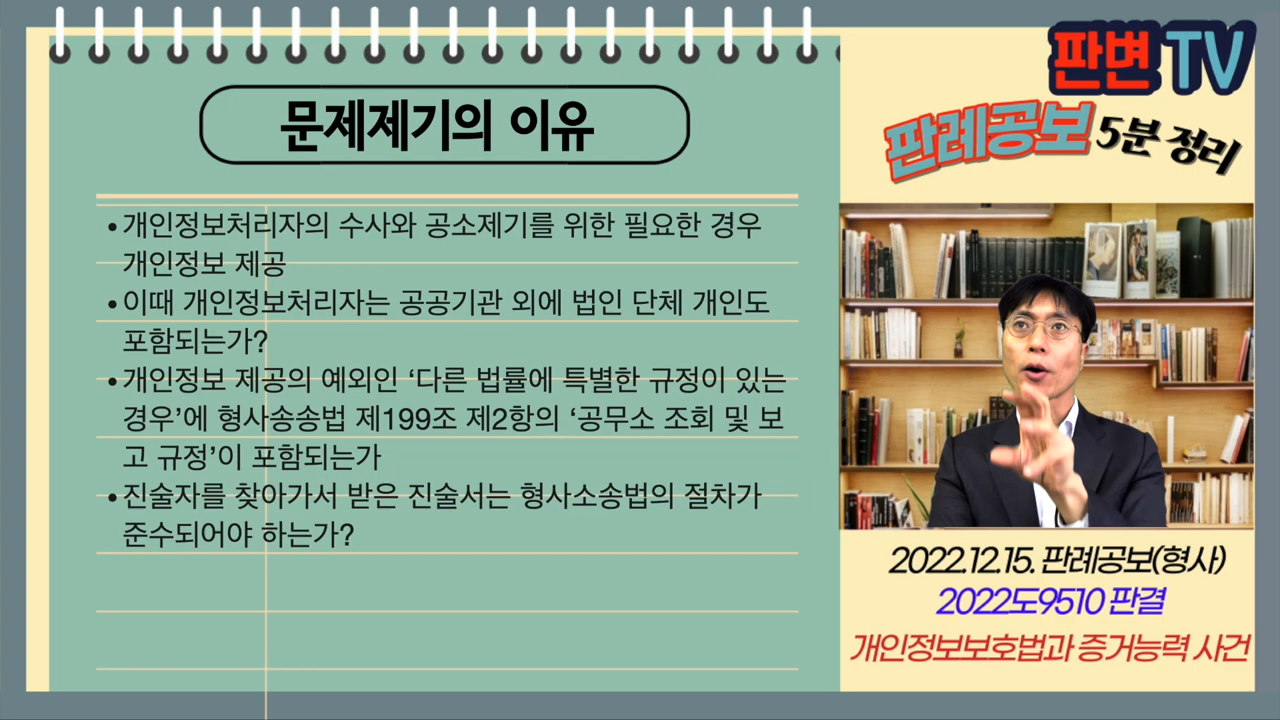 문제제기의 이유
•개인정보처리자의 수사와 공소제기를 위한 필요한 경우
개인정보 제공
•이때 개인정보처리자는 공공기관 외에 법인 단체 개인도
포함되는가?
•개인정보 제공의 예외인 ‘다른 법률에 특별한 규정이 있는
경우’에 형사송송법 제199조 제2항의 ‘공무소 조회 및 보
고 규정’이 포함되는가
•진술자를 찾아가서 받은 진술서는 형사소송법의 절차가
준수되어야 하는가?
판변 TV
판례공보 5분 정리
2022.12.15. 판례공보(형사)
2022도9510 판결
개인정보보호법과 증거능력 사건